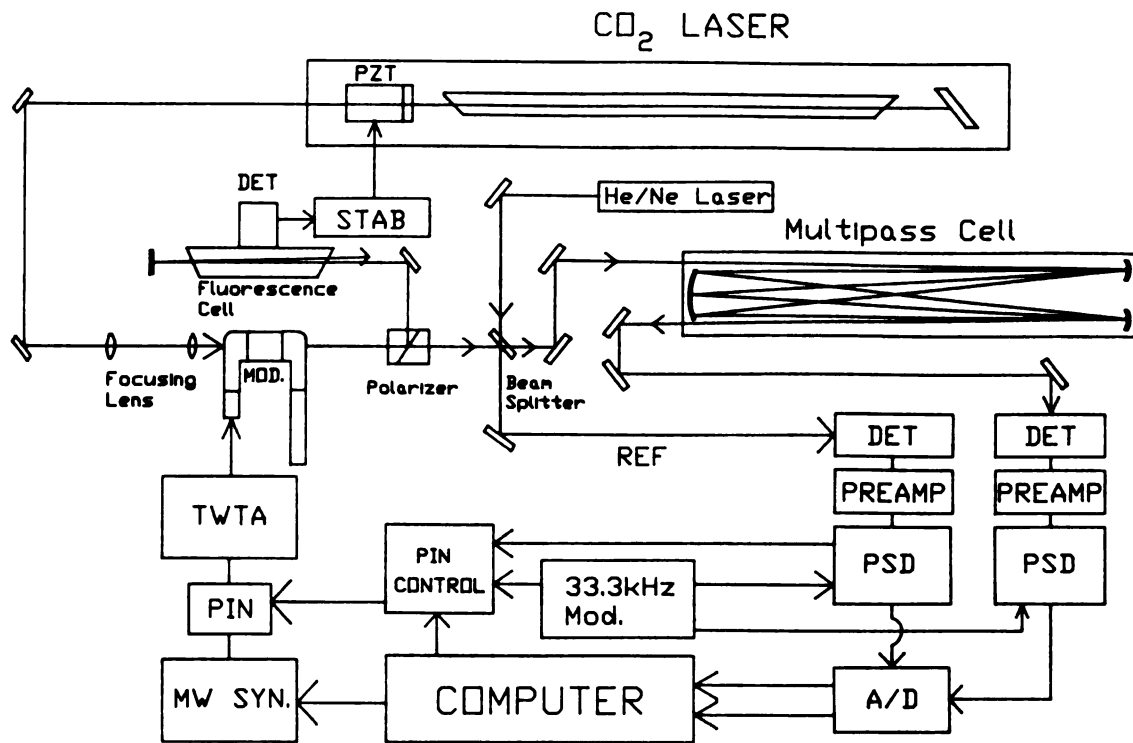 CO2 LASER
PZT
DET
STAB
He/Ne Laser
Multipass Cell
Fluorescence
Cell
Focusing
Lens
MOD.
Polarizer
Beam
Splitter
REF
DET
DET
PREAMP
PREAMP
TWTA
PIN
CONTROL
33.3kHz
Mod.
PSD
PSD
PIN
MW SYN.
COMPUTER
A/D